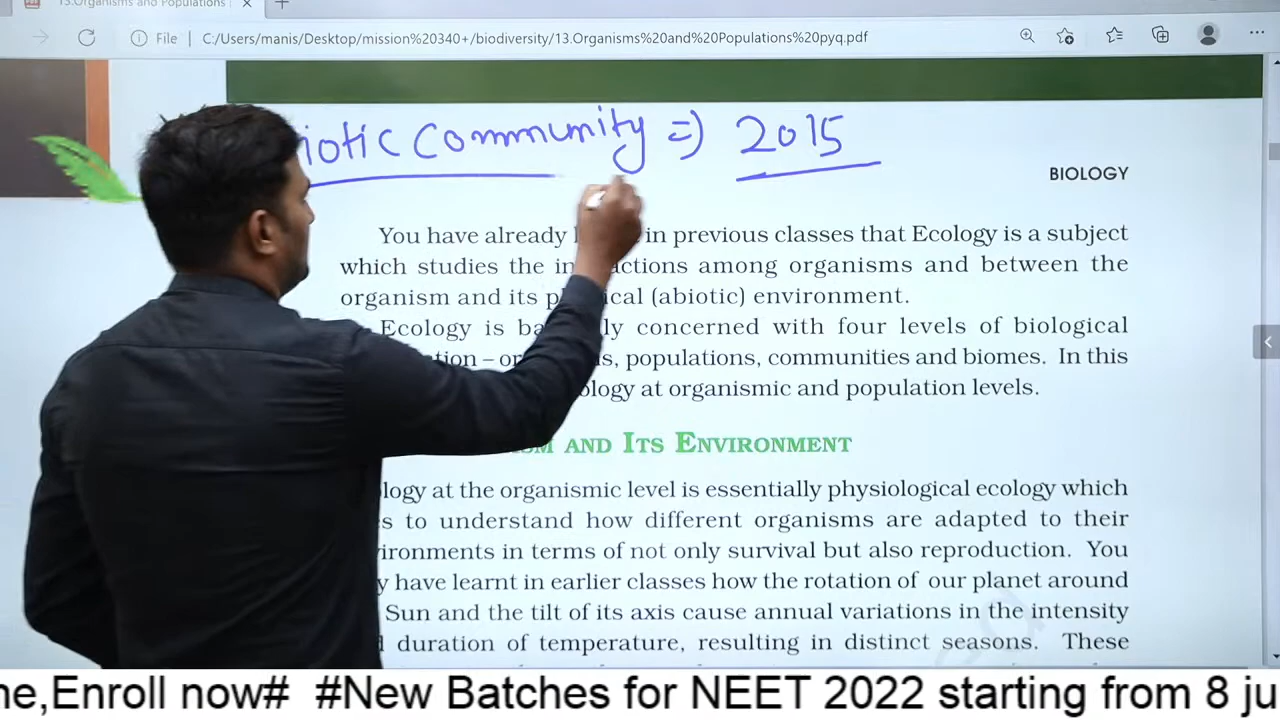 13.Organisms and Populations
File
C:/Users/manis/Desktop/mission%20340+/biodiversity/13.Organisms%20and%20Populations%20pyq.pdf
iotic Community => 2015
BIOLOGY
You have already in previous classes that Ecology is a subject
which studies the in ctions among organisms and between the
organism and its p ical (abiotic) environment.
Ecology is ba ly concerned with four levels of biological
tion – or s, populations, communities and biomes. In this
ology at organismic and population levels.
SM AND ITS ENVIRONMENT
logy at the organismic level is essentially physiological ecology which
s to understand how different organisms are adapted to their
ironments in terms of not only survival but also reproduction. You
y have learnt in earlier classes how the rotation of our planet around
Sun and the tilt of its axis cause annual variations in the intensity
d duration of temperature, resulting in distinct seasons. These
ne,Enroll now# #New Batches for NEET 2022 starting from 8 ju